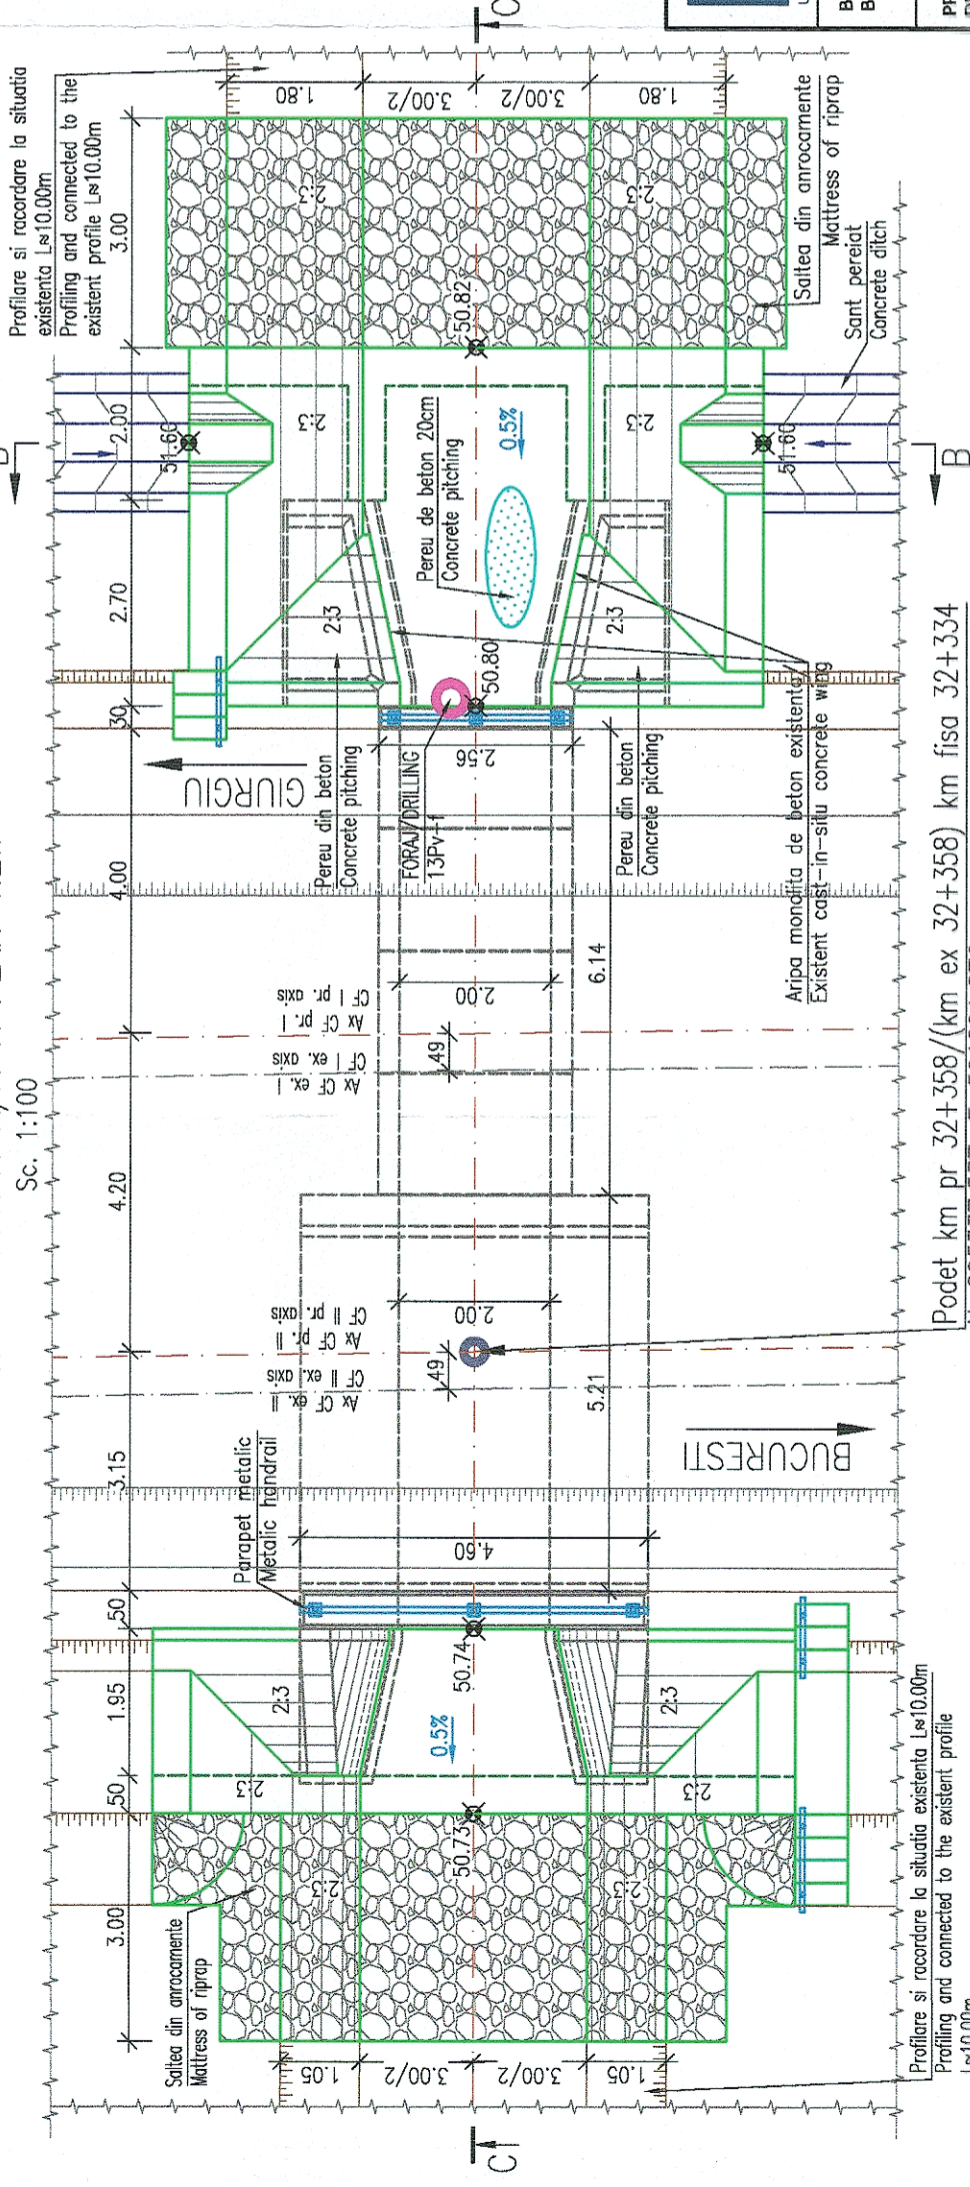 Sc. 1:100
Profilare si racordare la situatia
existenta L≈10.00m
Profiling and connected to the
existent profile L≈10.00m
3.00
2.00
2.70
30
4.00
4.20
3.15
50
1.95
50
3.00
1.80
3.00/2
3.00/2
1.80
2:3
2:3
2:3
2:3
2:3
2:3
50.82
51.60
51.60
B
Saltea din anrocamente
Mattress of riprap
Sant pereiat
Concrete ditch
Pereu de beton 20cm
Concrete pitching
0.5%
50.80
GIURGIU
Pereu din beton
Concrete pitching
FORAJ/DRILLING
13Pv-f
2.56
Pereu din beton
Concrete pitching
Aripa monolita de beton existenta
Existent cast-in-situ concrete wing
6.14
2.00
Ax CF pr. I
CF I pr. axis
Ax CF ex. I
CF I ex. axis
49
2.00
Ax CF pr. II
CF II pr. axis
Ax CF ex. II
CF II ex. axis
49
5.21
BUCURESTI
Podet km pr 32+358/(km ex 32+358) km fisa 32+334
Parapet metalic
Metalic handrail
4.60
50.74
0.5%
2:3
2:3
2:3
2:3
50.73
2:3
2:3
Saltea din anrocamente
Mattress of riprap
1.05
3.00/2
3.00/2
1.05
Profilare si racordare la situatia existenta L≈10.00m
Profiling and connected to the existent profile
L≈10.00m
C